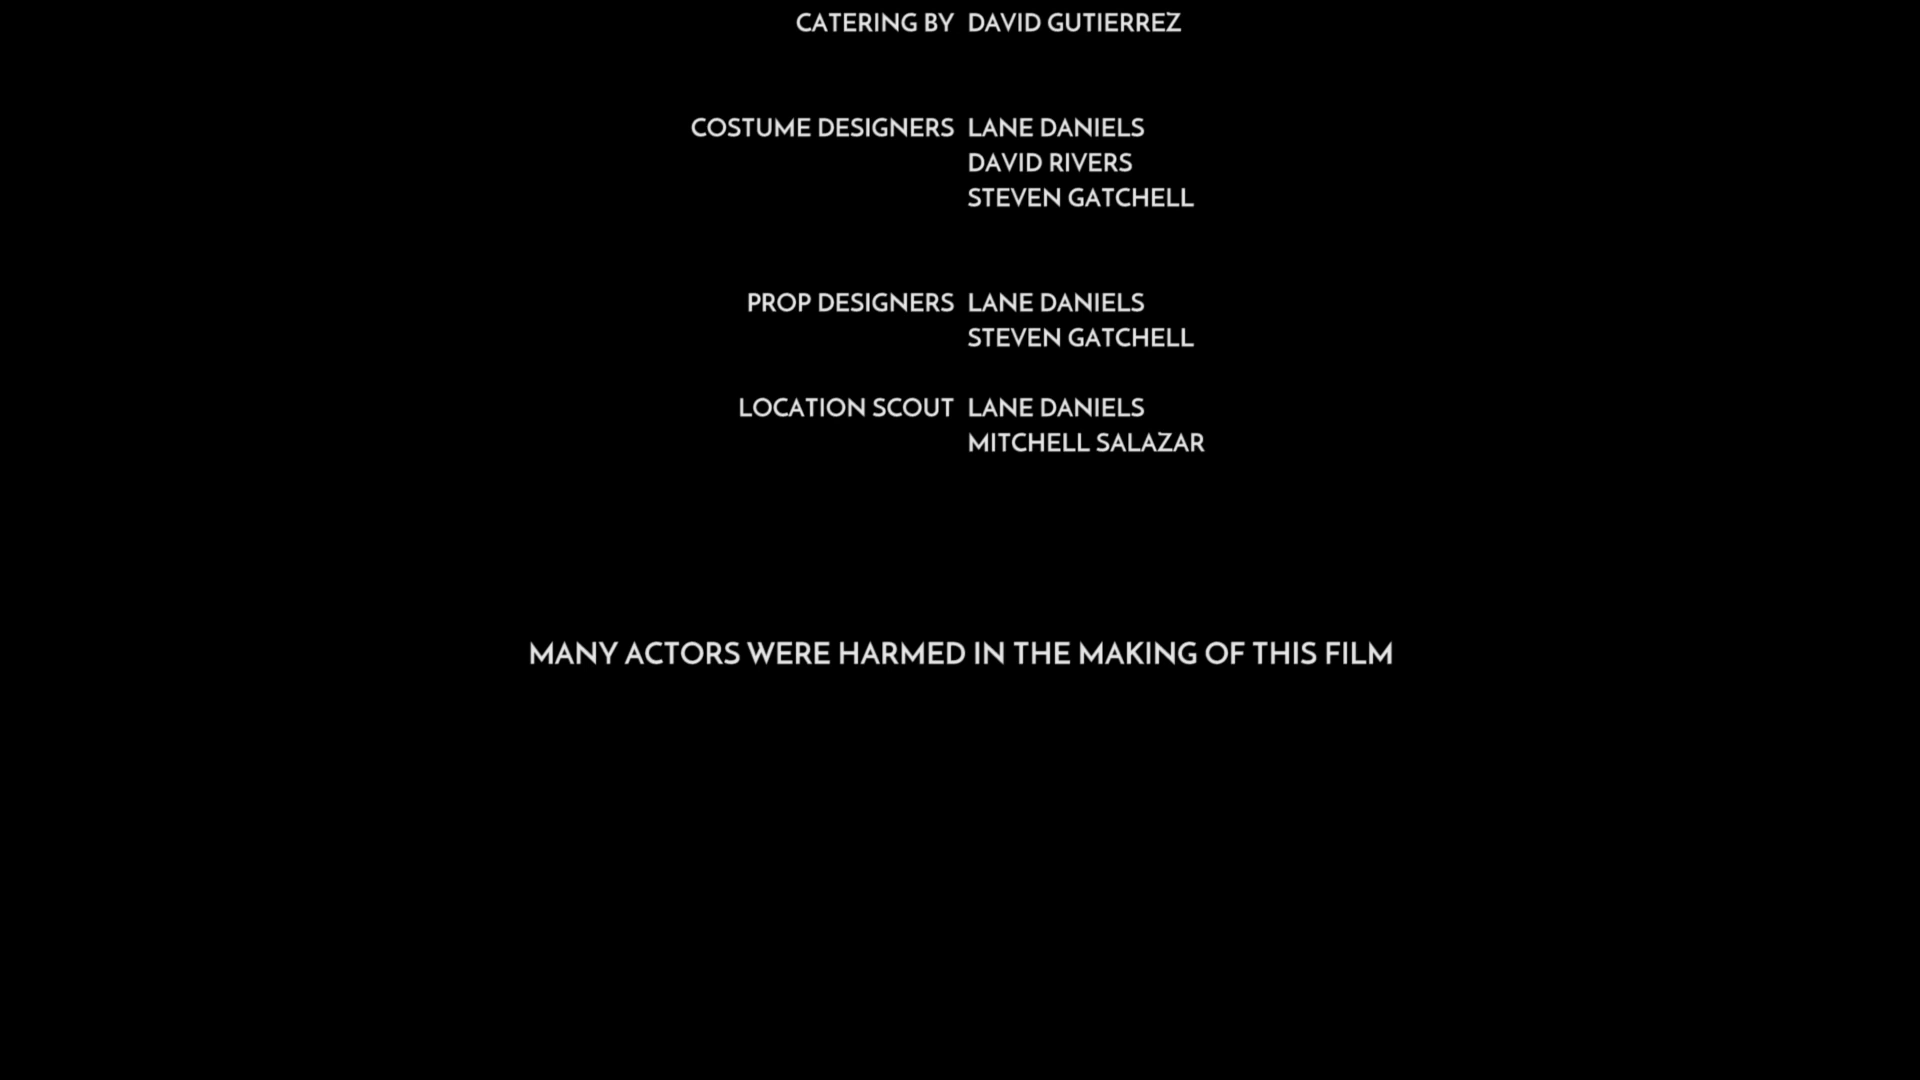 CATERING BY DAVID GUTIERREZ
COSTUME DESIGNERS LANE DANIELS
DAVID RIVERS
STEVEN GATCHELL
PROP DESIGNERS LANE DANIELS
STEVEN GATCHELL
LOCATION SCOUT LANE DANIELS
MITCHELL SALAZAR
MANY ACTORS WERE HARMED IN THE MAKING OF THIS FILM